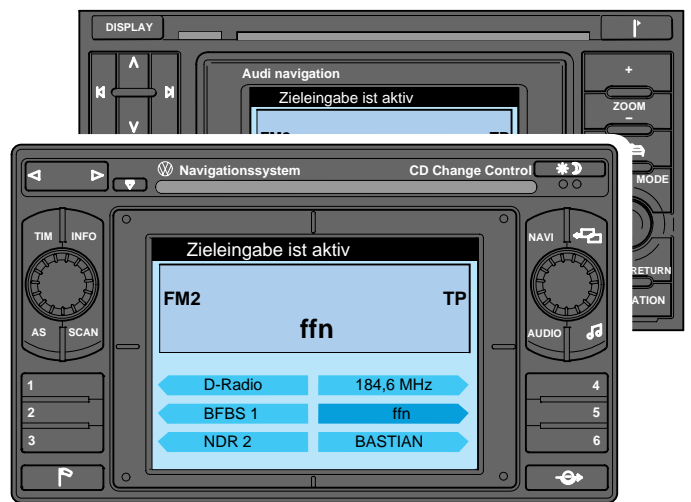 DISPLAY
Audi navigation
+
Zieleingabe ist aktiv
ZOOM
–
MODE
RETURN
Navigationssystem
CD Change Control
TIM INFO
NAVI
Zieleingabe ist aktiv
FM2 TP
ffn
AS SCAN
AUDIO
D-Radio 184,6 MHz
BFBS 1 ffn
NDR 2 BASTIAN
1
2
3
4
5
6